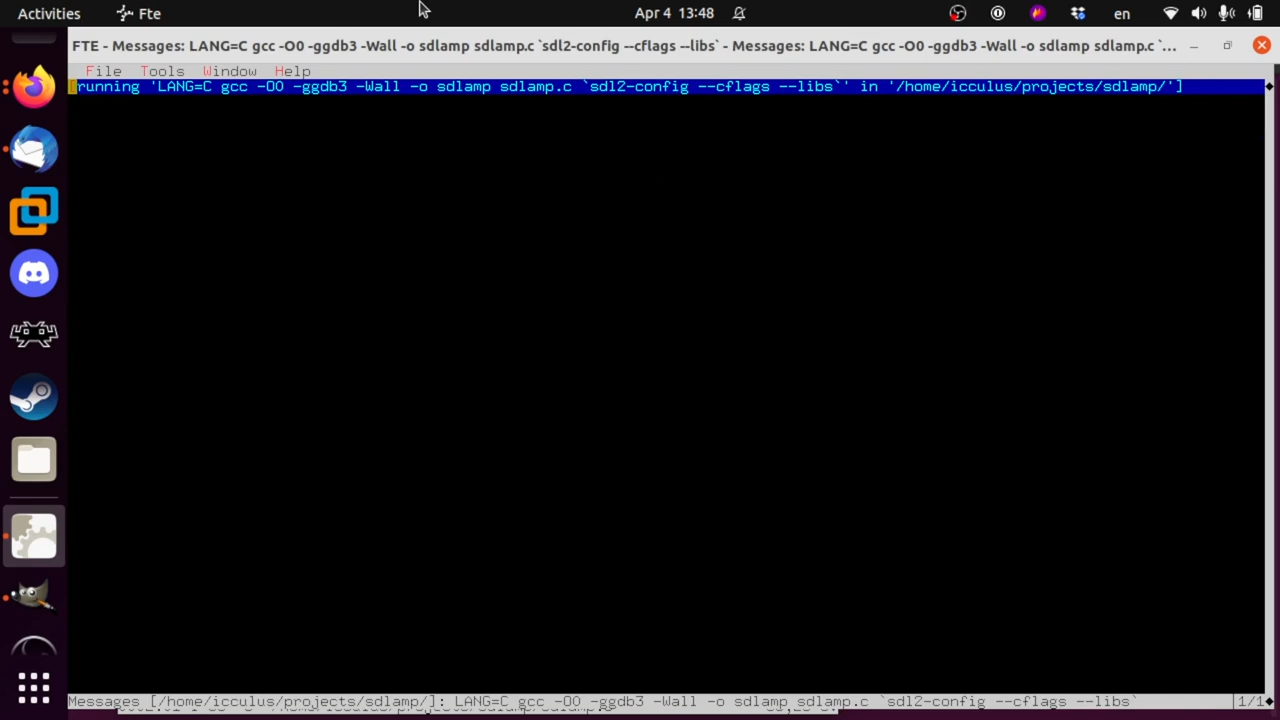 Activities Fte Apr 4 13:48 en
FTE - Messages: LANG=C gcc -O0 -ggdb3 -Wall -o sdlamp sdlamp.c `sdl2-config --cflags --libs` - Messages: LANG=C gcc -O0 -ggdb3 -Wall -o sdlamp sdlamp.c `...
File Tools Window Help
[running 'LANG=C gcc -O0 -ggdb3 -Wall -o sdlamp sdlamp.c `sdl2-config --cflags --libs`' in '/home/icculus/projects/sdlamp/']
Messages [/home/icculus/projects/sdlamp/]: LANG=C gcc -O0 -ggdb3 -Wall -o sdlamp sdlamp.c `sdl2-config --cflags --libs` 1/1